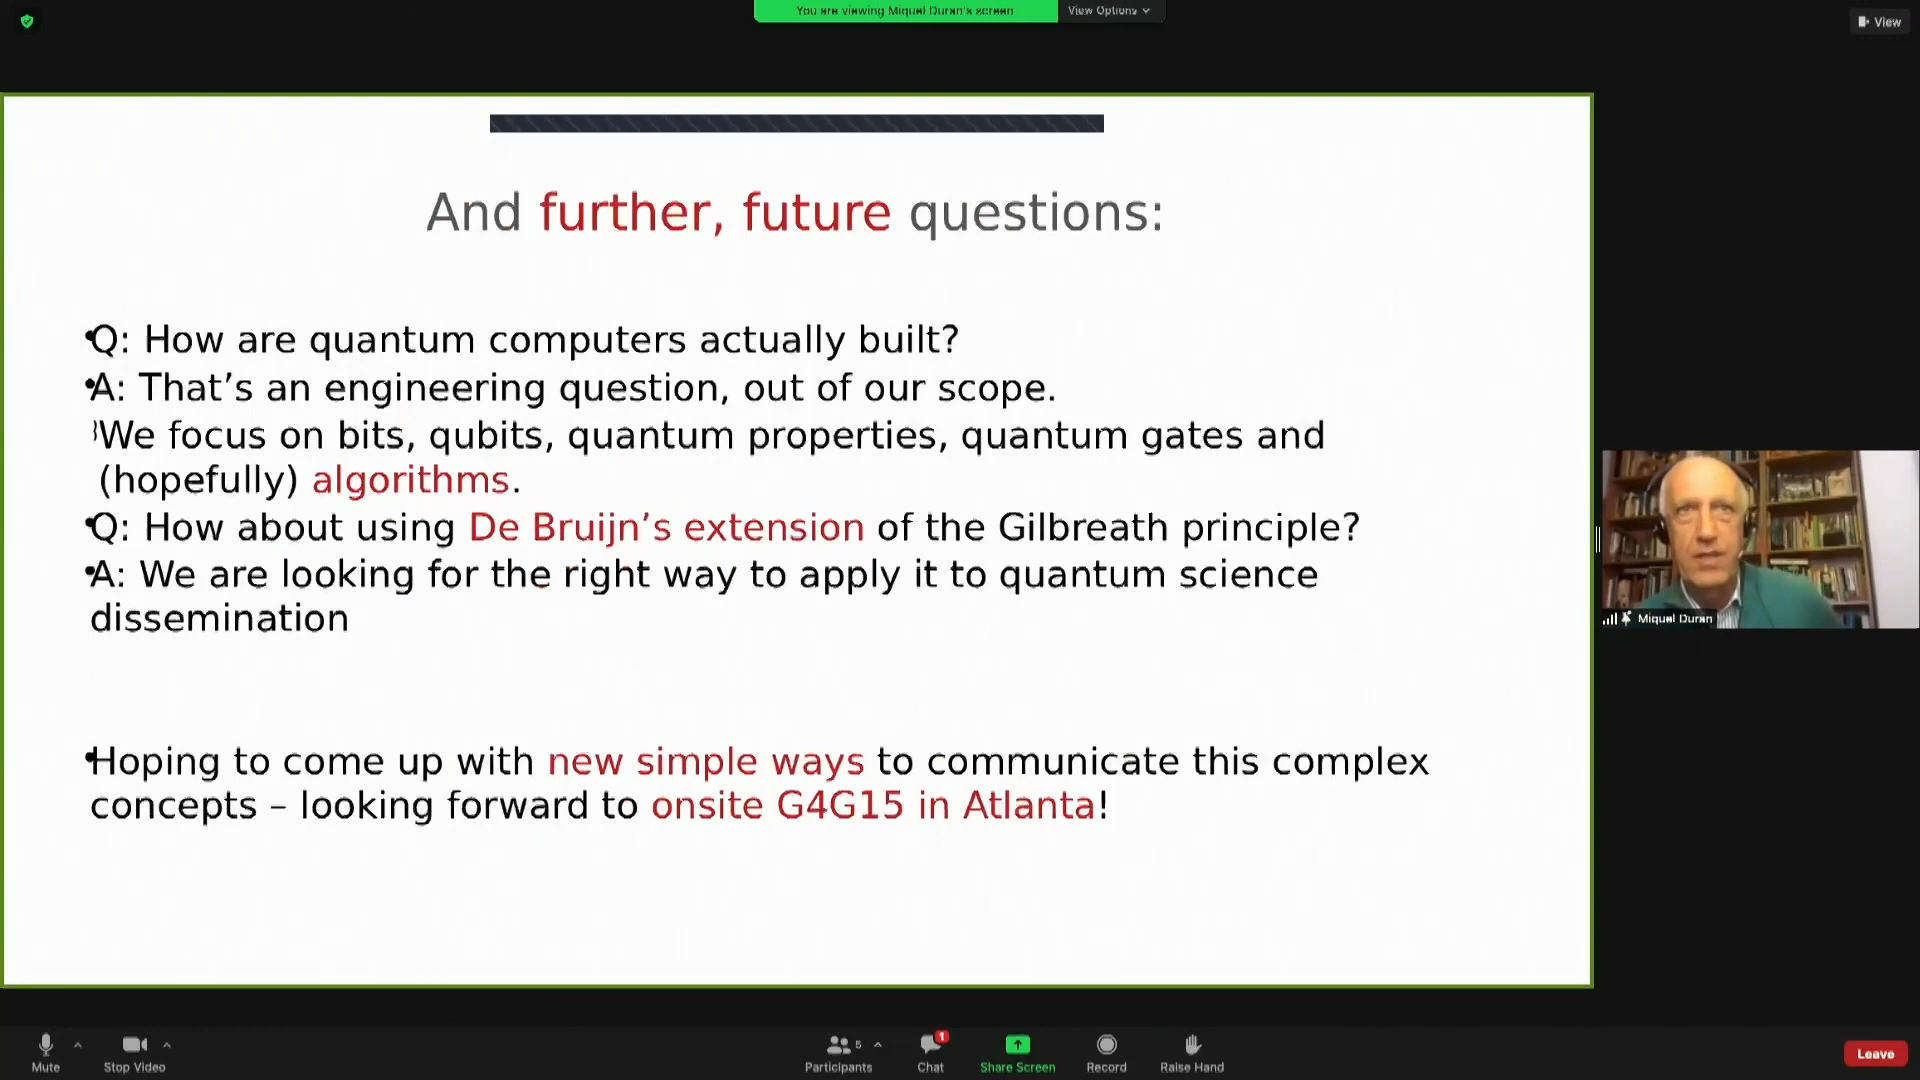 You are viewing Miquel Duran's screen
View Options
View
And further, future questions:
•Q: How are quantum computers actually built?
•A: That’s an engineering question, out of our scope.
We focus on bits, qubits, quantum properties, quantum gates and
(hopefully) algorithms.
•Q: How about using De Bruijn’s extension of the Gilbreath principle?
•A: We are looking for the right way to apply it to quantum science
dissemination
•Hoping to come up with new simple ways to communicate this complex
concepts – looking forward to onsite G4G15 in Atlanta!
Miquel Duran
Mute
Stop Video
Participants
5
Chat
1
Share Screen
Record
Raise Hand
Leave